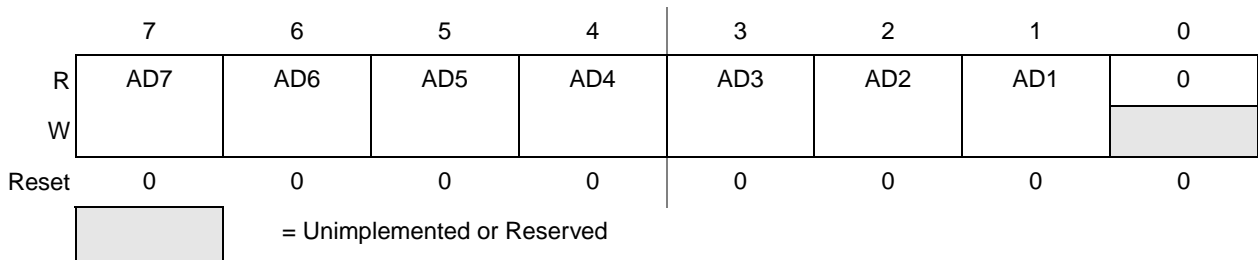 7 6 5 4 3 2 1 0
R AD7 AD6 AD5 AD4 AD3 AD2 AD1 0
W
Reset 0 0 0 0 0 0 0 0
= Unimplemented or Reserved